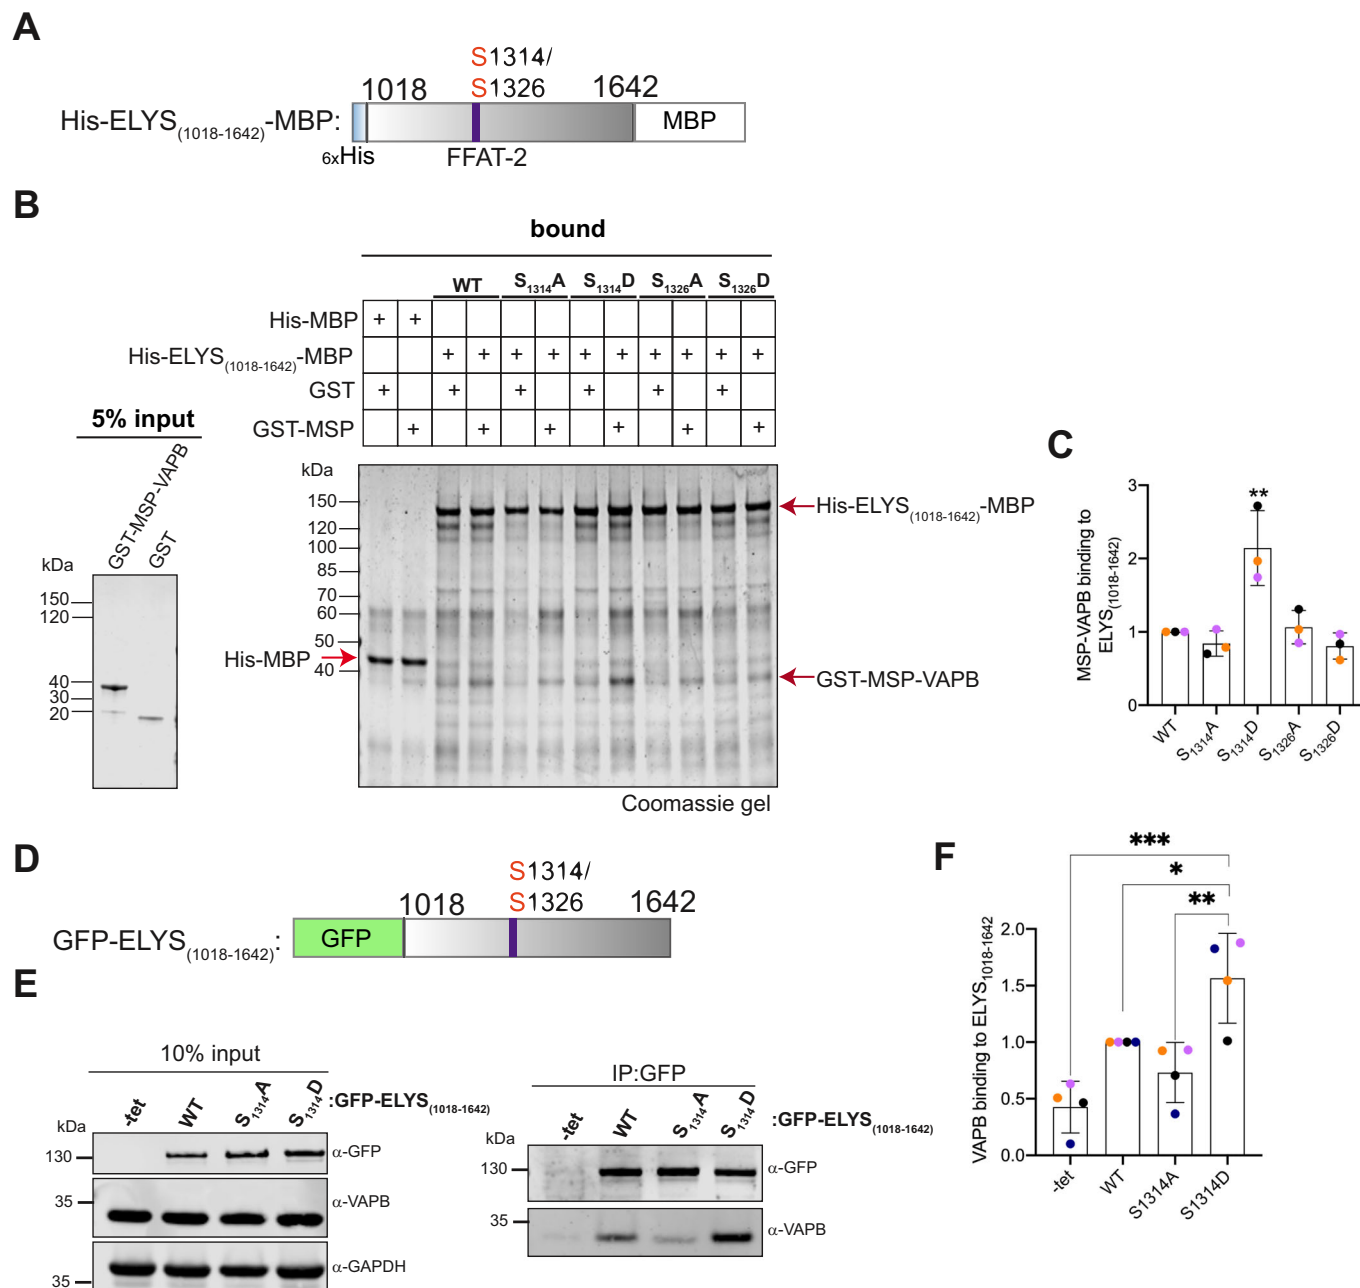 A
S1314/
1018 S1326 1642
His-ELYS(1018-1642)-MBP: MBP
6xHis FFAT-2
B
bound
WT S1314A S1314D S1326A S1326D
His-MBP + +
His-ELYS(1018-1642)-MBP + + + + + + + + + +
GST + + + + + +
GST-MSP + + + + + +
5% input
GST-MSP-VAPB
GST
kDa
150
120
40
30
20
kDa
150
120
100
85
70
60
50
40
His-MBP
His-ELYS(1018-1642)-MBP
GST-MSP-VAPB
Coomassie gel
C
MSP-VAPB binding to
ELYS(1018-1642)
3
2
1
0
**
WT
S1314A
S1314D
S1326A
S1326D
D
S1314/
1018 S1326 1642
GFP-ELYS(1018-1642): GFP
E
10% input
-tet WT S1314A S1314D :GFP-ELYS(1018-1642)
kDa
130 α-GFP
35 α-VAPB
35 α-GAPDH
IP:GFP
-tet WT S1314A S1314D :GFP-ELYS(1018-1642)
kDa
130 α-GFP
35 α-VAPB
F
***
*
**
VAPB binding to ELYS1018-1642
2.0
1.5
1.0
0.5
0.0
-tet
WT
S1314A
S1314D